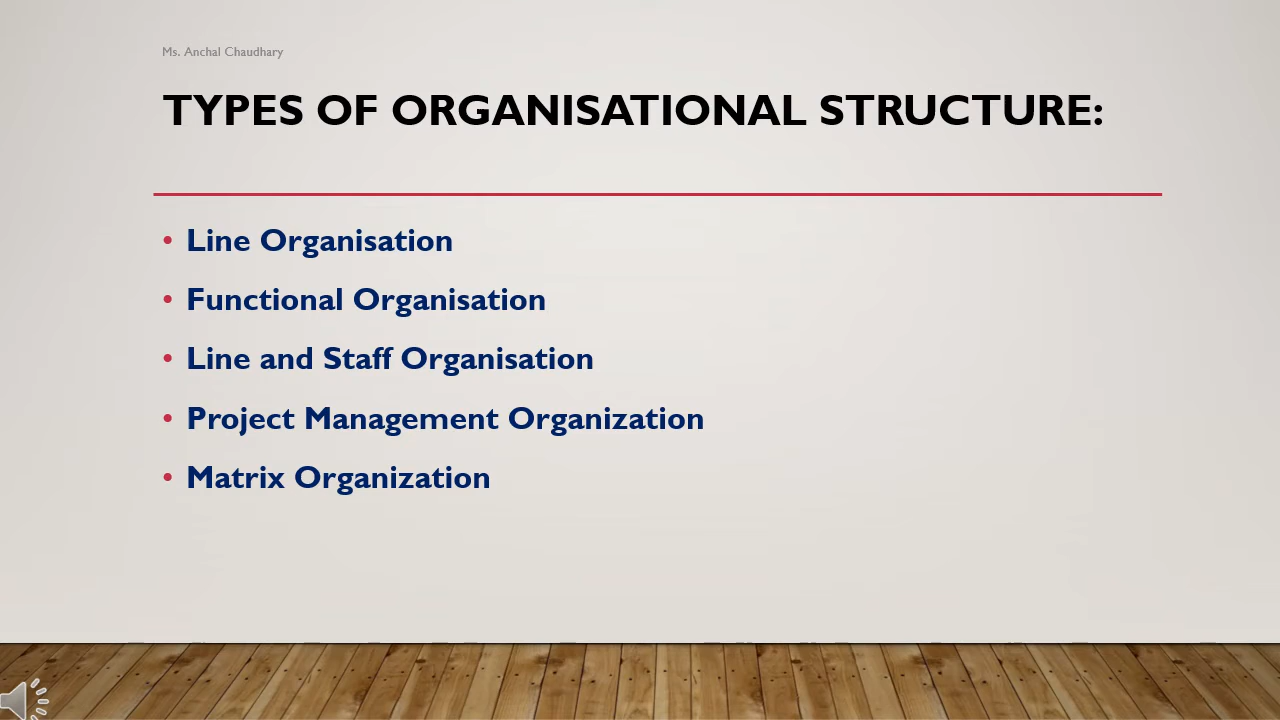 Ms. Anchal Chaudhary
TYPES OF ORGANISATIONAL STRUCTURE:
• Line Organisation
• Functional Organisation
• Line and Staff Organisation
• Project Management Organization
• Matrix Organization